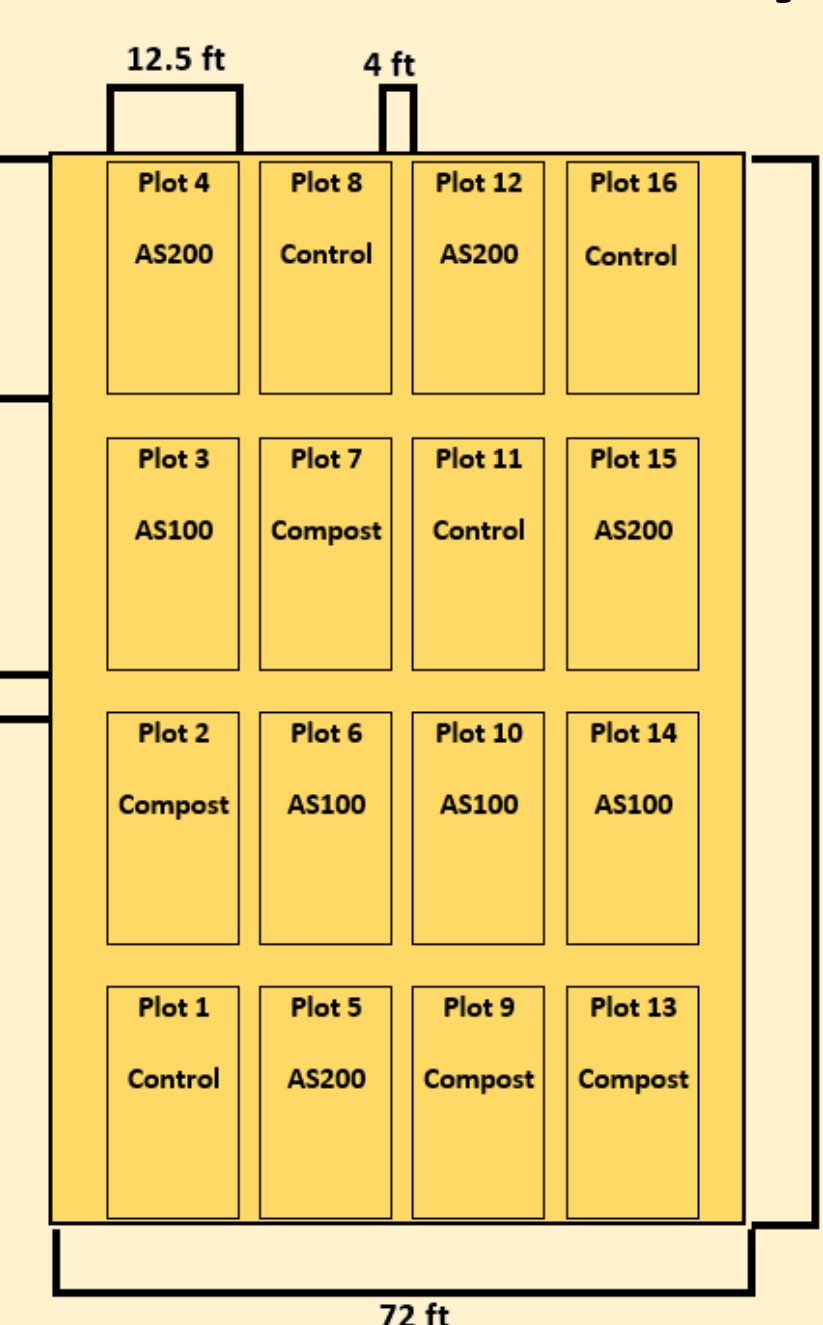 12.5 ft
4 ft
Plot 4
AS200
Plot 8
Control
Plot 12
AS200
Plot 16
Control
Plot 3
AS100
Plot 7
Compost
Plot 11
Control
Plot 15
AS200
Plot 2
Compost
Plot 6
AS100
Plot 10
AS100
Plot 14
AS100
Plot 1
Control
Plot 5
AS200
Plot 9
Compost
Plot 13
Compost
72 ft